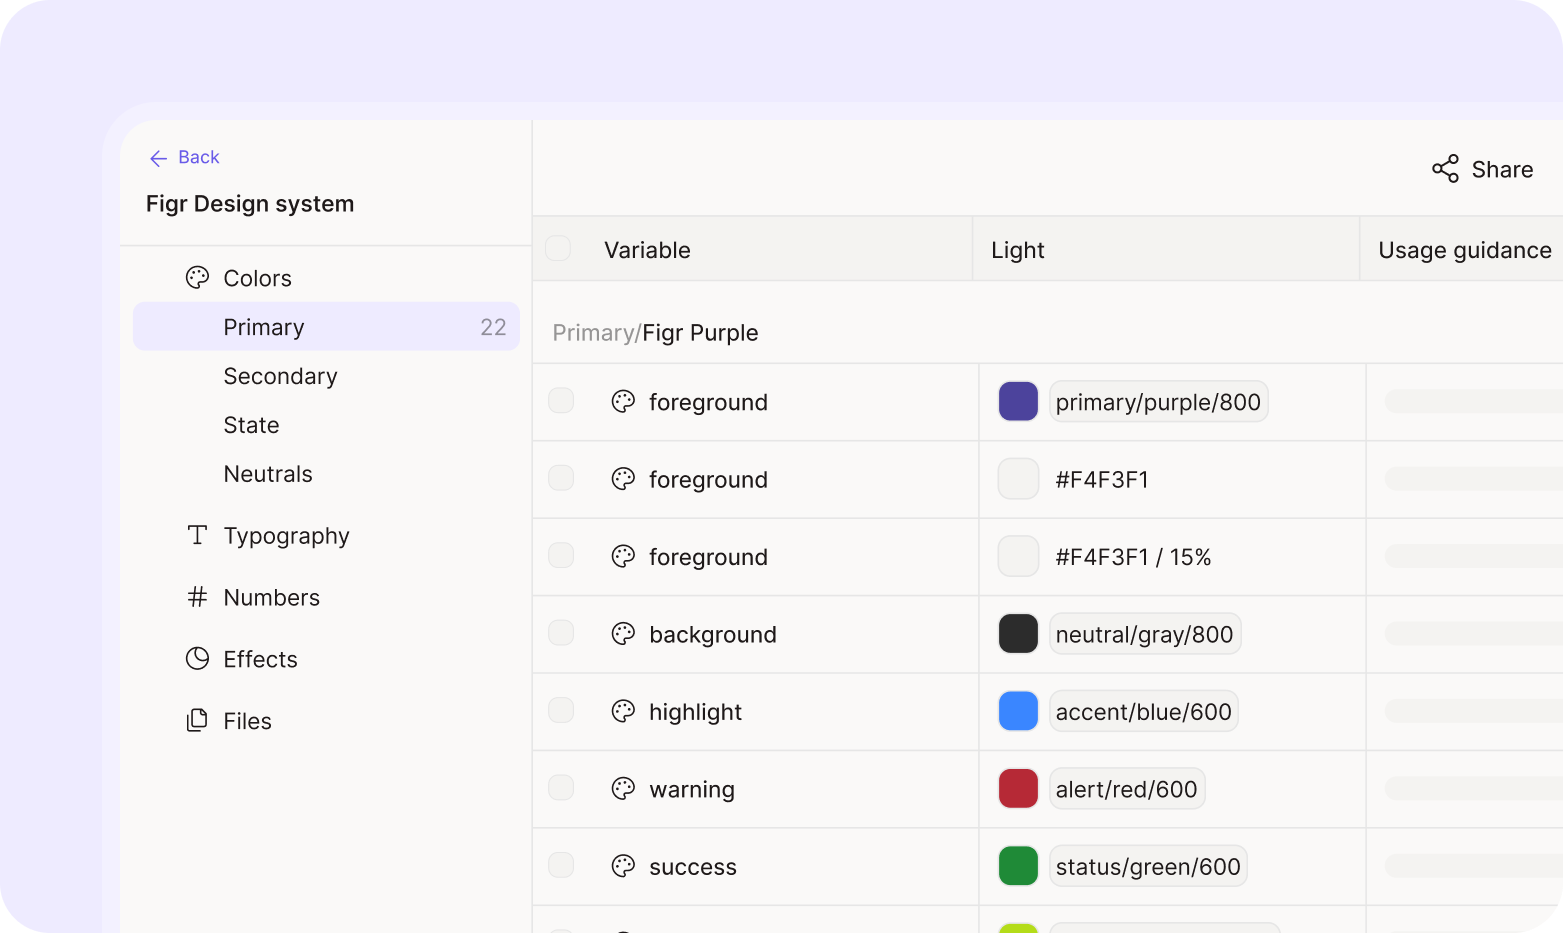 Back
Figr Design system
Share
Variable
Light
Usage guidance
Colors
Primary 22
Secondary
State
Neutrals
Typography
Numbers
Effects
Files
Primary/Figr Purple
foreground primary/purple/800
foreground #F4F3F1
foreground #F4F3F1 / 15%
background neutral/gray/800
highlight accent/blue/600
warning alert/red/600
success status/green/600